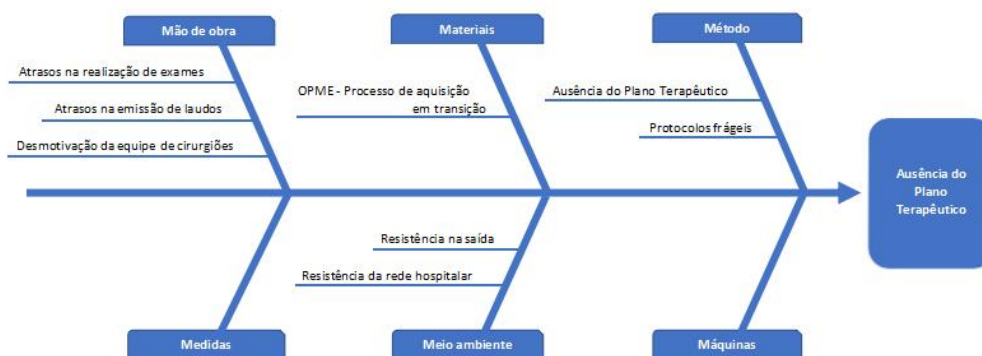 Mão de obra
Materiais
Método
Atrasos na realização de exames
Atrasos na emissão de laudos
Desmotivação da equipe de cirurgiões
OPME - Processo de aquisição
em transição
Ausência do Plano Terapêutico
Protocolos frágeis
Ausência do
Plano
Terapêutico
Resistência na saída
Resistência da rede hospitalar
Medidas
Meio ambiente
Máquinas